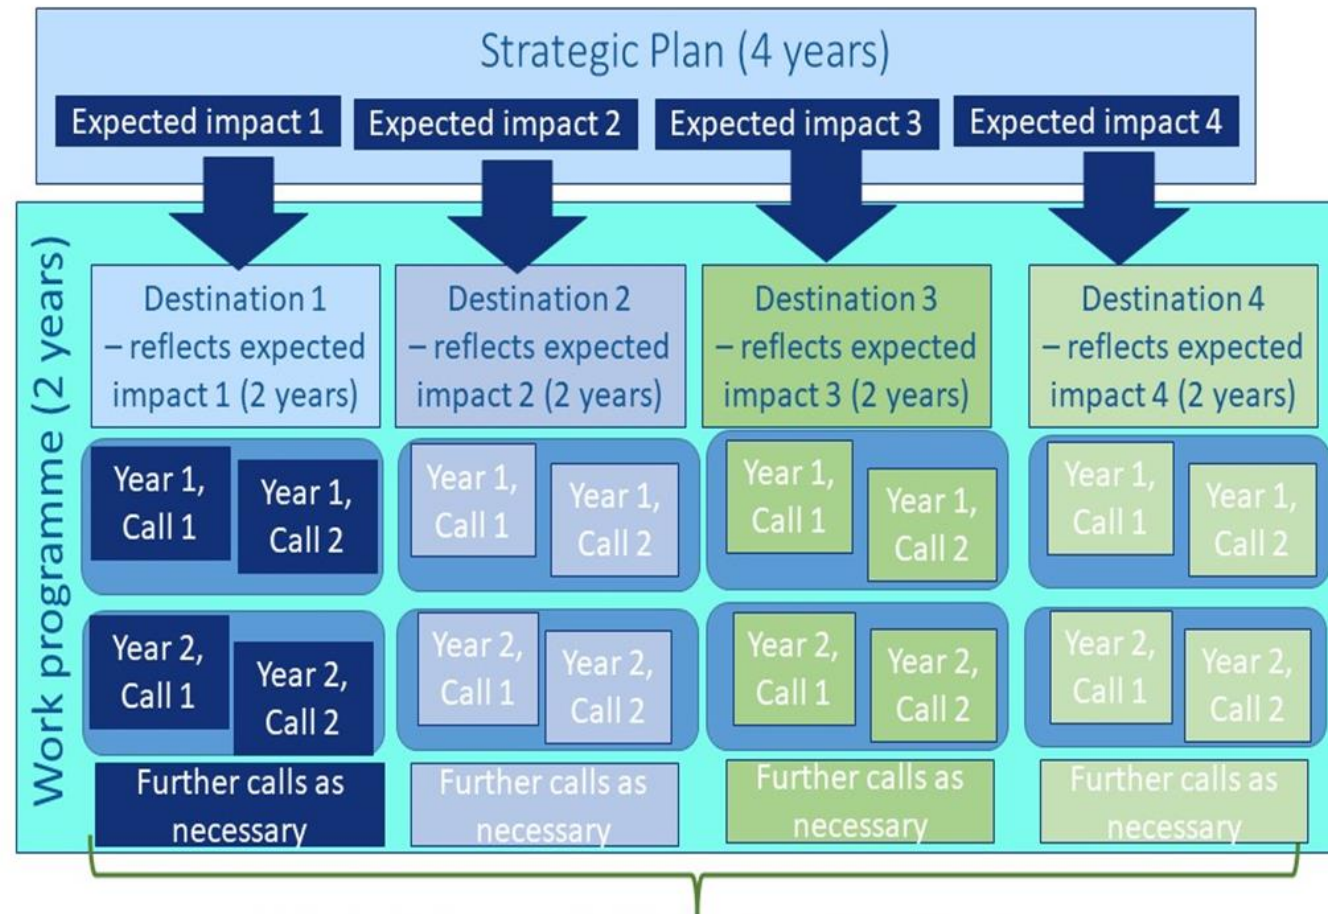 Strategic Plan (4 years)
Expected impact 1
Expected impact 2
Expected impact 3
Expected impact 4
Work programme (2 years)
Destination 1
– reflects expected
impact 1 (2 years)
Destination 2
– reflects expected
impact 2 (2 years)
Destination 3
– reflects expected
impact 3 (2 years)
Destination 4
– reflects expected
impact 4 (2 years)
Year 1,
Call 1
Year 1,
Call 2
Year 1,
Call 1
Year 1,
Call 2
Year 1,
Call 1
Year 1,
Call 2
Year 1,
Call 1
Year 1,
Call 2
Year 2,
Call 1
Year 2,
Call 2
Year 2,
Call 1
Year 2,
Call 2
Year 2,
Call 1
Year 2,
Call 2
Year 2,
Call 1
Year 2,
Call 2
Further calls as
necessary
Further calls as
necessary
Further calls as
necessary
Further calls as
necessary